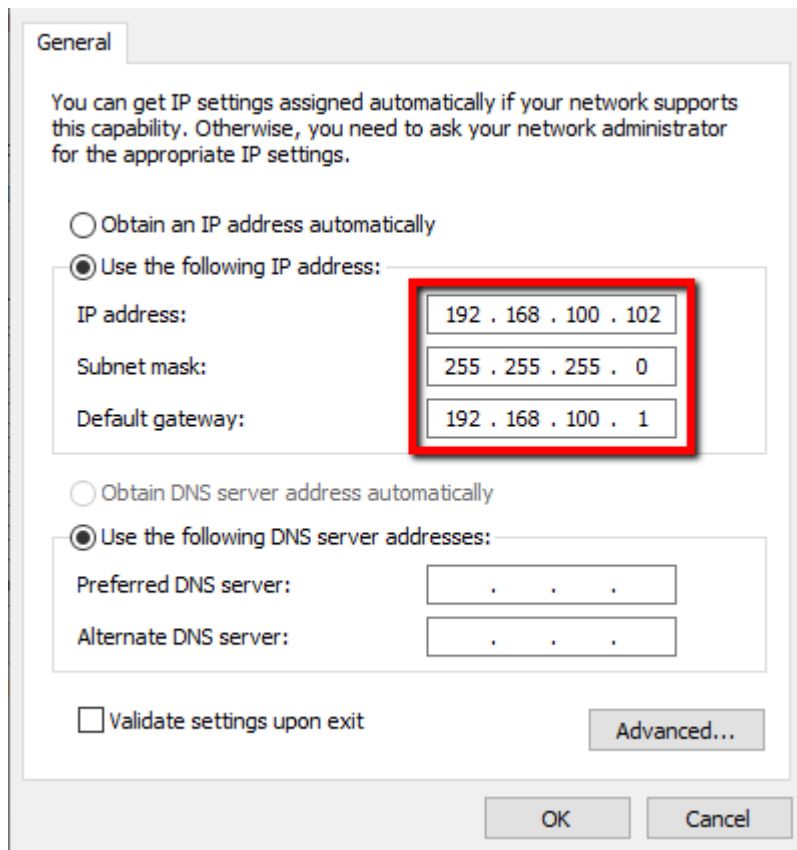 General
You can get IP settings assigned automatically if your network supports
this capability. Otherwise, you need to ask your network administrator
for the appropriate IP settings.
Obtain an IP address automatically
Use the following IP address:
IP address: 192 . 168 . 100 . 102
Subnet mask: 255 . 255 . 255 . 0
Default gateway: 192 . 168 . 100 . 1
Obtain DNS server address automatically
Use the following DNS server addresses:
Preferred DNS server: . . .
Alternate DNS server: . . .
Validate settings upon exit
Advanced...
OK Cancel